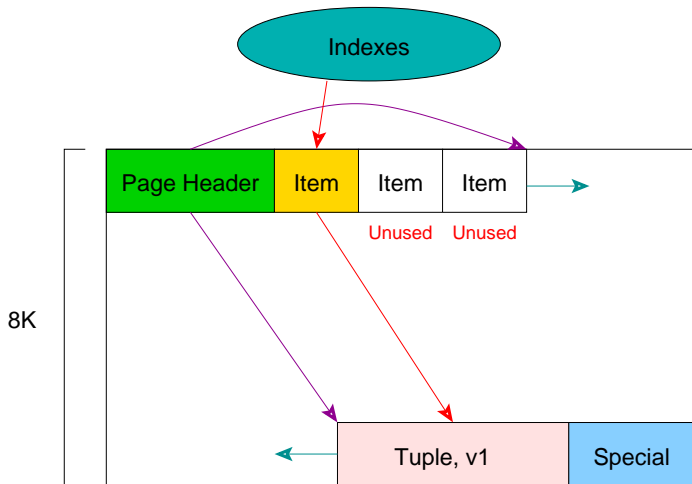 Indexes
Page Header Item Item Item
Unused Unused
8K
Tuple, v1 Special